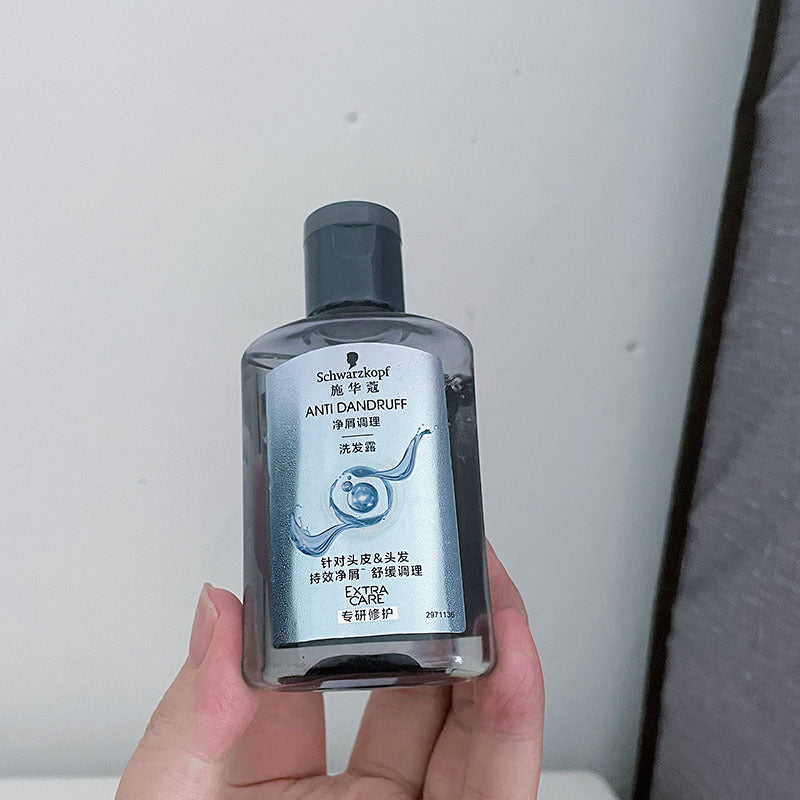 Schwarzkopf
施华蔻
ANTI DANDRUFF
净屑调理
洗发露
针对头皮&头发
持效净屑~ 舒缓调理
EXTRA
CARE
专研修护
2971136